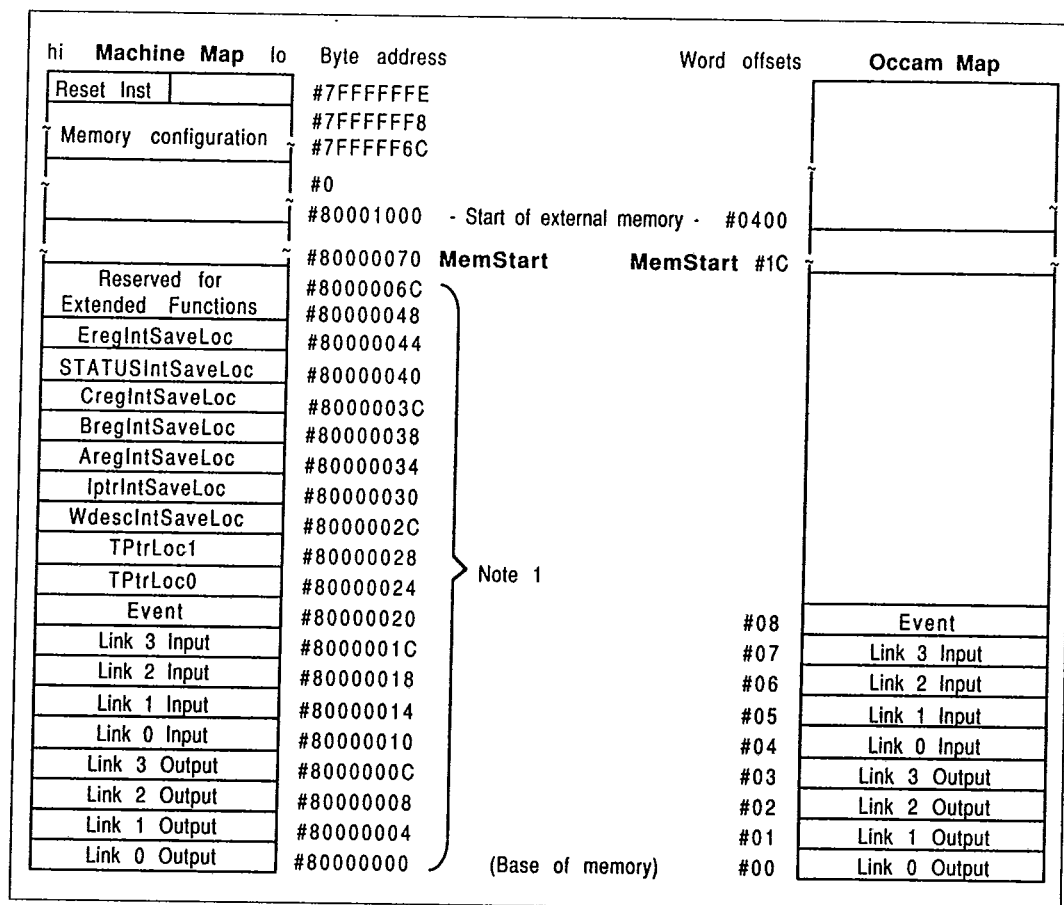 hi Machine Map lo Byte address Word offsets Occam Map
Reset Inst #7FFFFFFE
#7FFFFFF8
Memory configuration
#7FFFFF6C
#0
#80001000 - Start of external memory - #0400
#80000070 MemStart MemStart #1C
Reserved for
Extended Functions
#8000006C
#80000048
EregIntSaveLoc #80000044
STATUSIntSaveLoc #80000040
CregIntSaveLoc #8000003C
BregIntSaveLoc #80000038
AregIntSaveLoc #80000034
IptrIntSaveLoc #80000030
WdescIntSaveLoc #8000002C
TPtrLoc1 #80000028
Note 1
TPtrLoc0 #80000024
Event #80000020 #08 Event
Link 3 Input #8000001C #07 Link 3 Input
Link 2 Input #80000018 #06 Link 2 Input
Link 1 Input #80000014 #05 Link 1 Input
Link 0 Input #80000010 #04 Link 0 Input
Link 3 Output #8000000C #03 Link 3 Output
Link 2 Output #80000008 #02 Link 2 Output
Link 1 Output #80000004 #01 Link 1 Output
Link 0 Output #80000000 (Base of memory) #00 Link 0 Output